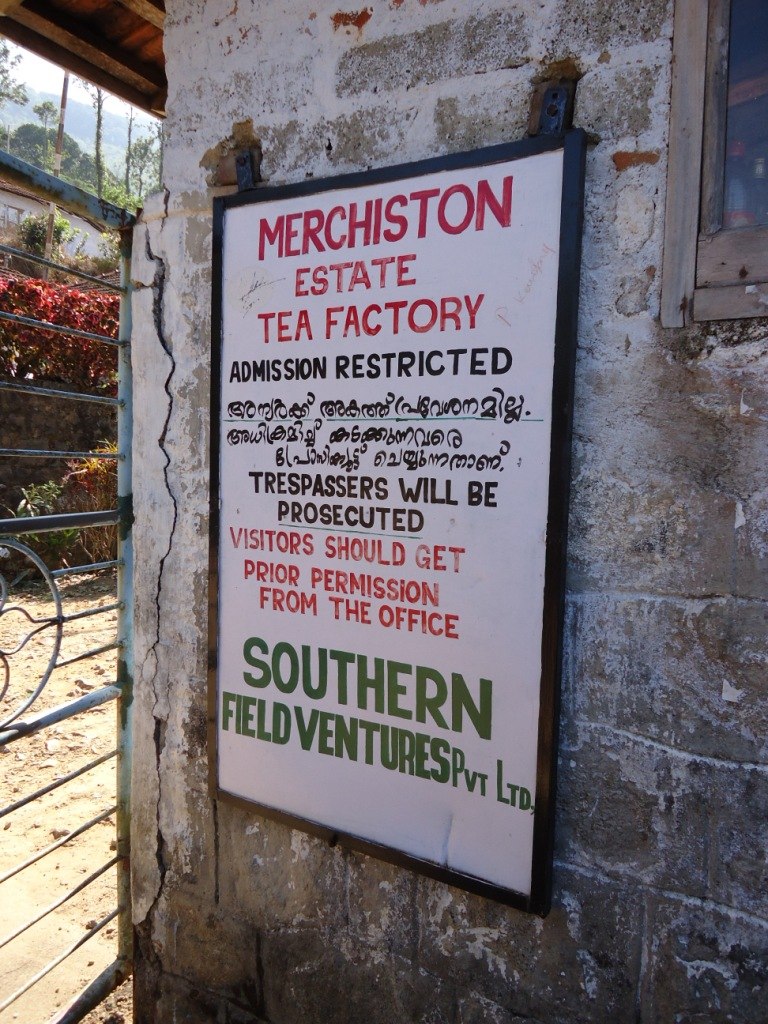 MERCHISTON
ESTATE
TEA FACTORY
ADMISSION RESTRICTED
അന്യർക്ക് അകത്ത് പ്രവേശനമില്ല.
അധിക്രമിച്ച് കടക്കുന്നവരെ
പ്രോസിക്യൂട്ട് ചെയ്യുന്നതാണ്.
TRESPASSERS WILL BE
PROSECUTED
VISITORS SHOULD GET
PRIOR PERMISSION
FROM THE OFFICE
SOUTHERN
FIELD VENTURES PVT LTD,